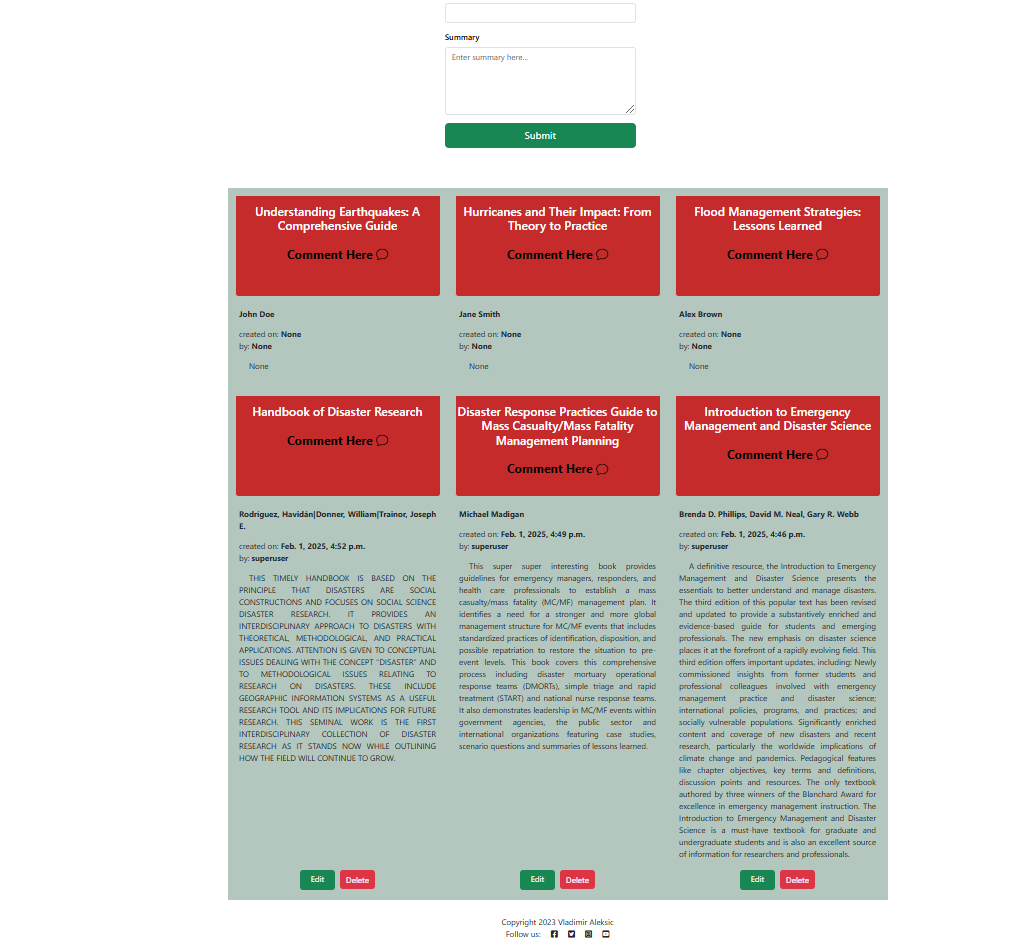 Summary
Enter summary here...
Submit
Understanding Earthquakes: A
Comprehensive Guide
Comment Here
John Doe
created on: None
by: None
None
Hurricanes and Their Impact: From
Theory to Practice
Comment Here
Jane Smith
created on: None
by: None
None
Flood Management Strategies:
Lessons Learned
Comment Here
Alex Brown
created on: None
by: None
None
Handbook of Disaster Research
Comment Here
Rodríguez, Havidán|Donner, William|Trainor, Joseph
E.
created on: Feb. 1, 2025, 4:52 p.m.
by: superuser
THIS TIMELY HANDBOOK IS BASED ON THE
PRINCIPLE THAT DISASTERS ARE SOCIAL
CONSTRUCTIONS AND FOCUSES ON SOCIAL SCIENCE
DISASTER RESEARCH. IT PROVIDES AN
INTERDISCIPLINARY APPROACH TO DISASTERS WITH
THEORETICAL, METHODOLOGICAL, AND PRACTICAL
APPLICATIONS. ATTENTION IS GIVEN TO CONCEPTUAL
ISSUES DEALING WITH THE CONCEPT "DISASTER" AND
TO METHODOLOGICAL ISSUES RELATING TO
RESEARCH ON DISASTERS. THESE INCLUDE
GEOGRAPHIC INFORMATION SYSTEMS AS A USEFUL
RESEARCH TOOL AND ITS IMPLICATIONS FOR FUTURE
RESEARCH. THIS SEMINAL WORK IS THE FIRST
INTERDISCIPLINARY COLLECTION OF DISASTER
RESEARCH AS IT STANDS NOW WHILE OUTLINING
HOW THE FIELD WILL CONTINUE TO GROW.
Edit
Delete
Disaster Response Practices Guide to
Mass Casualty/Mass Fatality
Management Planning
Comment Here
Michael Madigan
created on: Feb. 1, 2025, 4:49 p.m.
by: superuser
This super super interesting book provides
guidelines for emergency managers, responders, and
health care professionals to establish a mass
casualty/mass fatality (MC/MF) management plan. It
identifies a need for a stronger and more global
management structure for MC/MF events that includes
standardized practices of identification, disposition, and
possible repatriation to restore the situation to pre-
event levels. This book covers this comprehensive
process including disaster mortuary operational
response teams (DMORTs), simple triage and rapid
treatment (START) and national nurse response teams.
It also demonstrates leadership in MC/MF events within
government agencies, the public sector and
international organizations featuring case studies,
scenario questions and summaries of lessons learned.
Edit
Delete
Introduction to Emergency
Management and Disaster Science
Comment Here
Brenda D. Phillips, David M. Neal, Gary R. Webb
created on: Feb. 1, 2025, 4:46 p.m.
by: superuser
A definitive resource, the Introduction to Emergency
Management and Disaster Science presents the
essentials to better understand and manage disasters.
The third edition of this popular text has been revised
and updated to provide a substantively enriched and
evidence-based guide for students and emerging
professionals. The new emphasis on disaster science
places it at the forefront of a rapidly evolving field. This
third edition offers important updates, including: Newly
commissioned insights from former students and
professional colleagues involved with emergency
management practice and disaster science;
international policies, programs, and practices; and
socially vulnerable populations. Significantly enriched
content and coverage of new disasters and recent
research, particularly the worldwide implications of
climate change and pandemics. Pedagogical features
like chapter objectives, key terms and definitions,
discussion points and resources. The only textbook
authored by three winners of the Blanchard Award for
excellence in emergency management instruction. The
Introduction to Emergency Management and Disaster
Science is a must-have textbook for graduate and
undergraduate students and is also an excellent source
of information for researchers and professionals.
Edit
Delete
Copyright 2023 Vladimir Aleksic
Follow us: